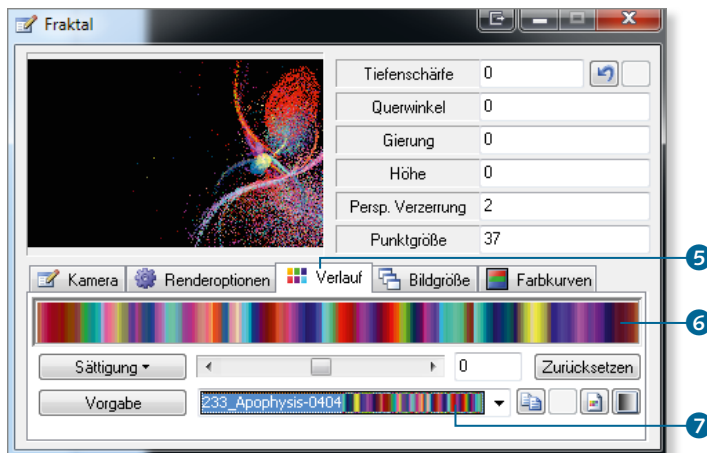 Fraktal
Tiefenschärfe 0
Querwinkel 0
Gierung 0
Höhe 0
Persp. Verzerrung 2
Punktgröße 37
5
Kamera Renderoptionen Verlauf Bildgröße Farbkurven
6
Sättigung 0 Zurücksetzen
Vorgabe 233_Apophysis-0404
7